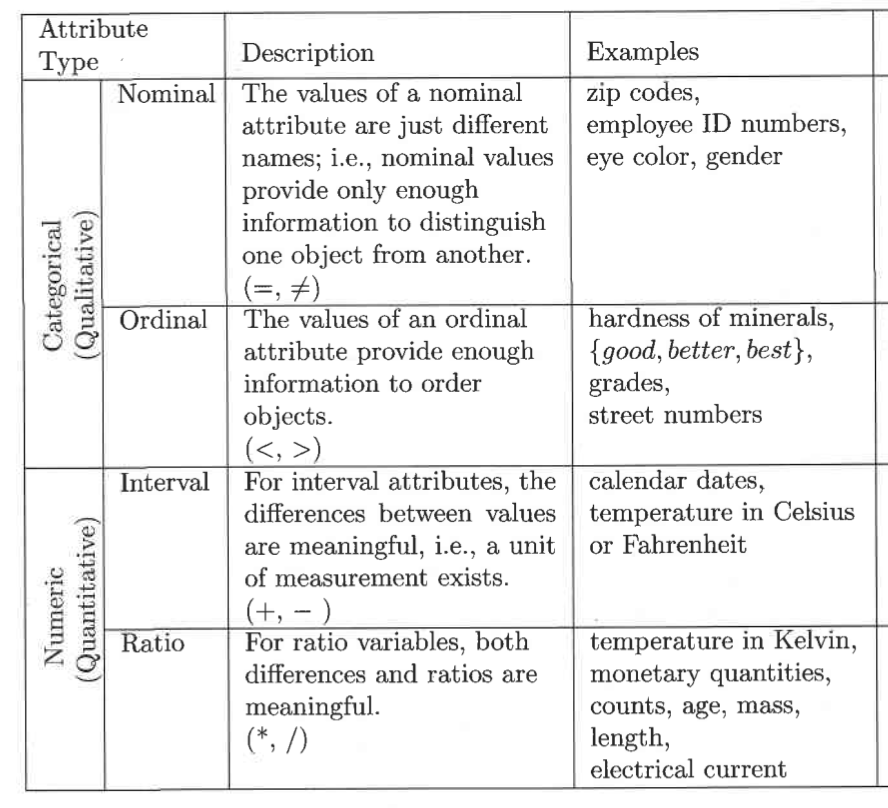 Attribute
Type
Description
Examples
Categorical
(Qualitative)
Nominal
The values of a nominal
attribute are just different
names; i.e., nominal values
provide only enough
information to distinguish
one object from another.
(=, ≠)
zip codes,
employee ID numbers,
eye color, gender
Ordinal
The values of an ordinal
attribute provide enough
information to order
objects.
(<, >)
hardness of minerals,
{good, better, best},
grades,
street numbers
Numeric
(Quantitative)
Interval
For interval attributes, the
differences between values
are meaningful, i.e., a unit
of measurement exists.
(+, − )
calendar dates,
temperature in Celsius
or Fahrenheit
Ratio
For ratio variables, both
differences and ratios are
meaningful.
(*, /)
temperature in Kelvin,
monetary quantities,
counts, age, mass,
length,
electrical current